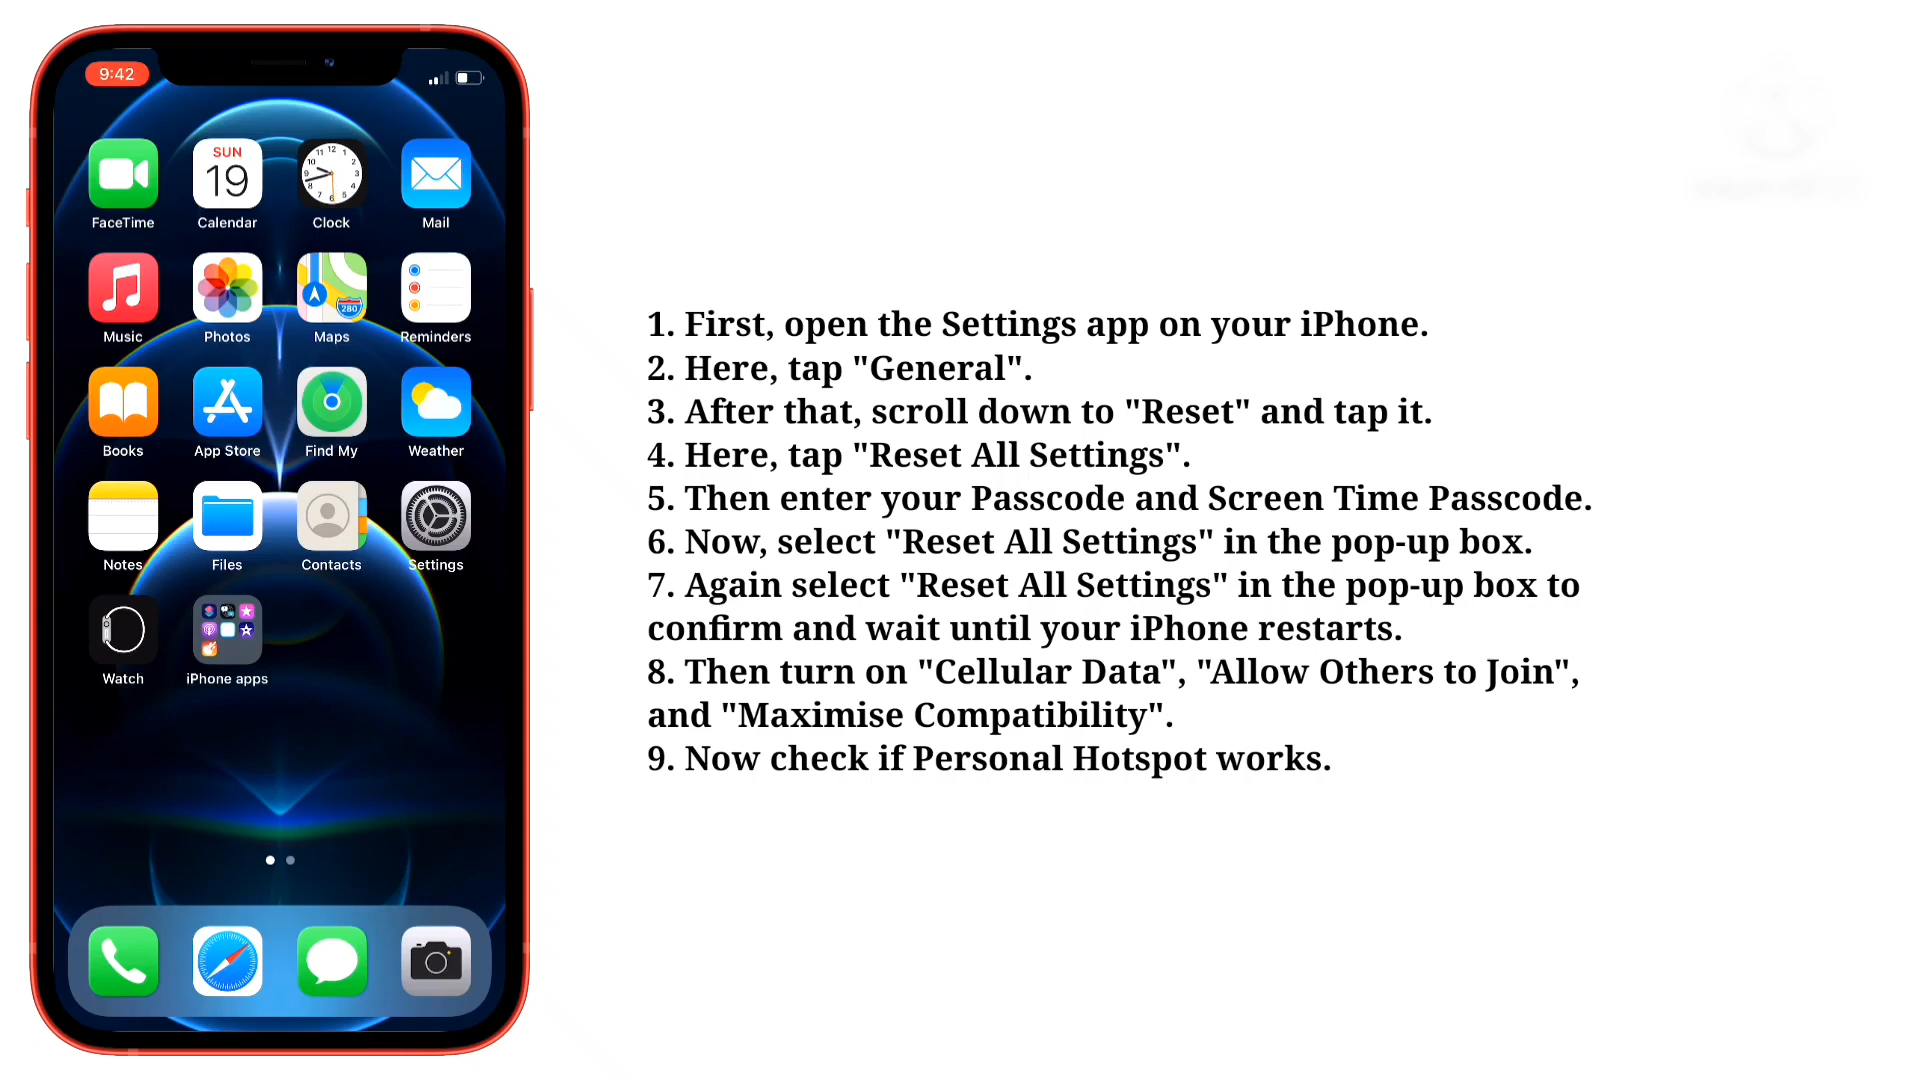 9:42
SUN
19
FaceTime
Calendar
Clock
Mail
280
Music
Photos
Maps
Reminders
Books
App Store
Find My
Weather
Notes
Files
Contacts
Settings
Watch
iPhone apps
1. First, open the Settings app on your iPhone.
2. Here, tap "General".
3. After that, scroll down to "Reset" and tap it.
4. Here, tap "Reset All Settings".
5. Then enter your Passcode and Screen Time Passcode.
6. Now, select "Reset All Settings" in the pop-up box.
7. Again select "Reset All Settings" in the pop-up box to
confirm and wait until your iPhone restarts.
8. Then turn on "Cellular Data", "Allow Others to Join",
and "Maximise Compatibility".
9. Now check if Personal Hotspot works.